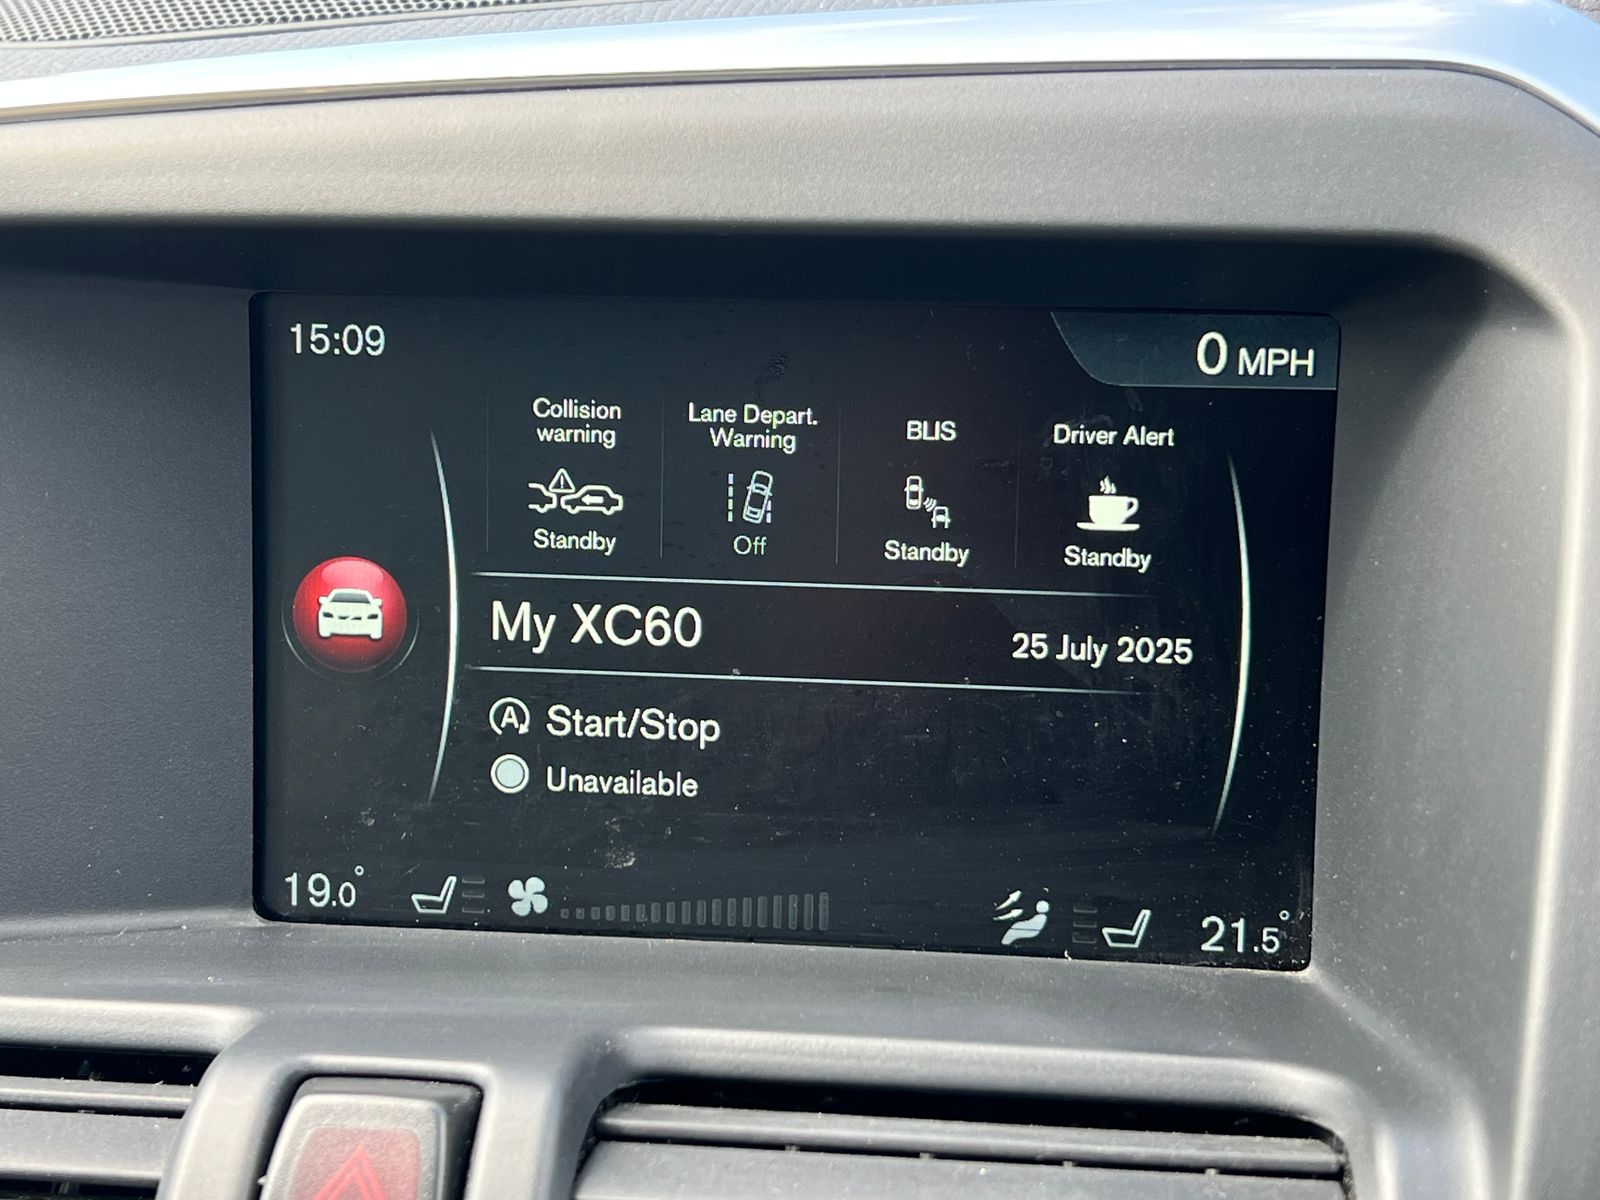 15:09
0 MPH
Collision
warning
Standby
Lane Depart.
Warning
Off
BLIS
Standby
Driver Alert
Standby
My XC60
25 July 2025
A Start/Stop
Unavailable
19.0°
21.5°